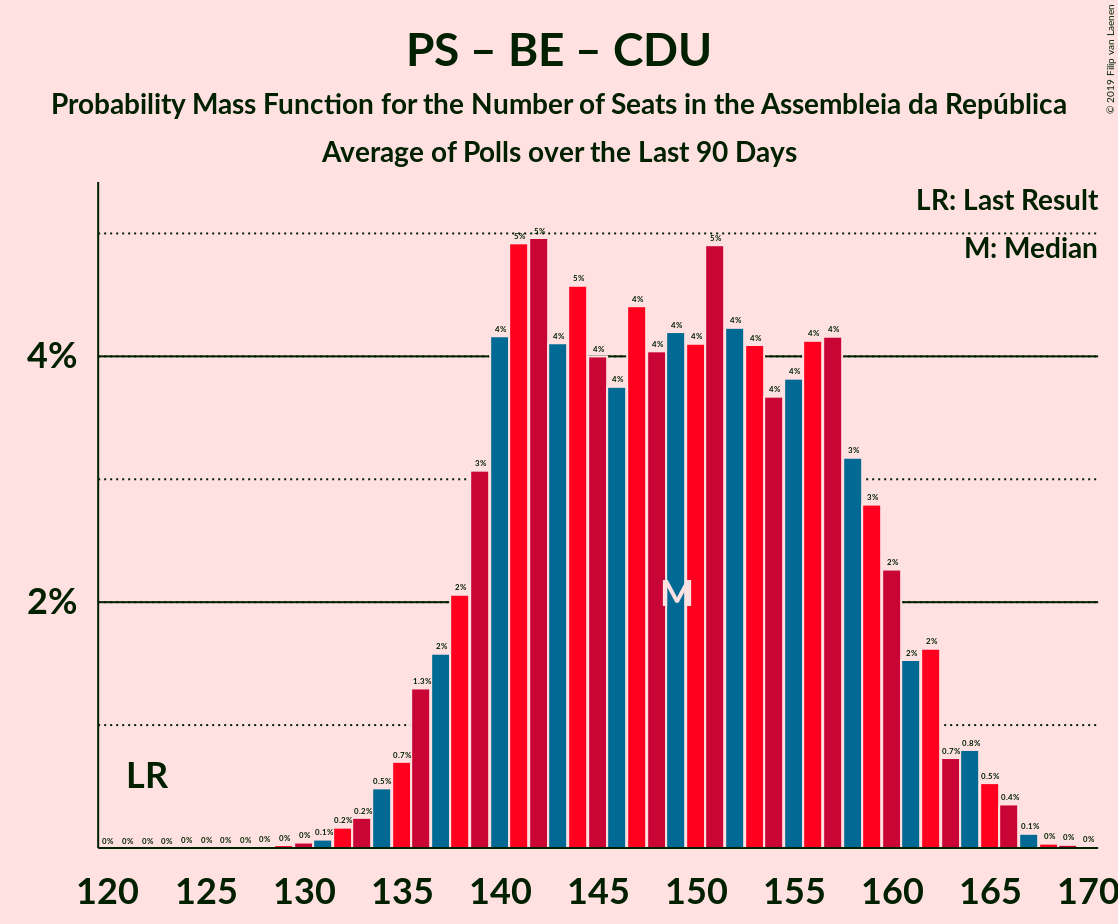 PS – BE – CDU
Probability Mass Function for the Number of Seats in the Assembleia da República
Average of Polls over the Last 90 Days
© 2019 Filip van Laenen
LR: Last Result
M: Median
4%
2%
LR
M
0% 0% 0% 0% 0% 0% 0% 0% 0% 0% 0% 0.1% 0.2% 0.2% 0.5% 0.7% 1.3% 2% 2% 3% 4% 5% 5% 4% 5% 4% 4% 4% 4% 4% 4% 5% 4% 4% 4% 4% 4% 4% 3% 3% 2% 2% 2% 0.7% 0.8% 0.5% 0.4% 0.1% 0% 0% 0%
120 125 130 135 140 145 150 155 160 165 170